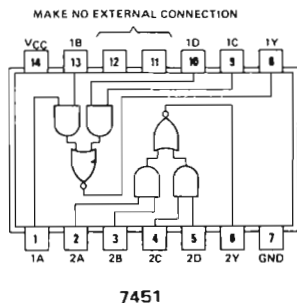 MAKE NO EXTERNAL CONNECTION
VCC 1B 1D 1C 1Y
14 13 12 11 10 9 8
1 2 3 4 5 6 7
1A 2A 2B 2C 2D 2Y GND
7451